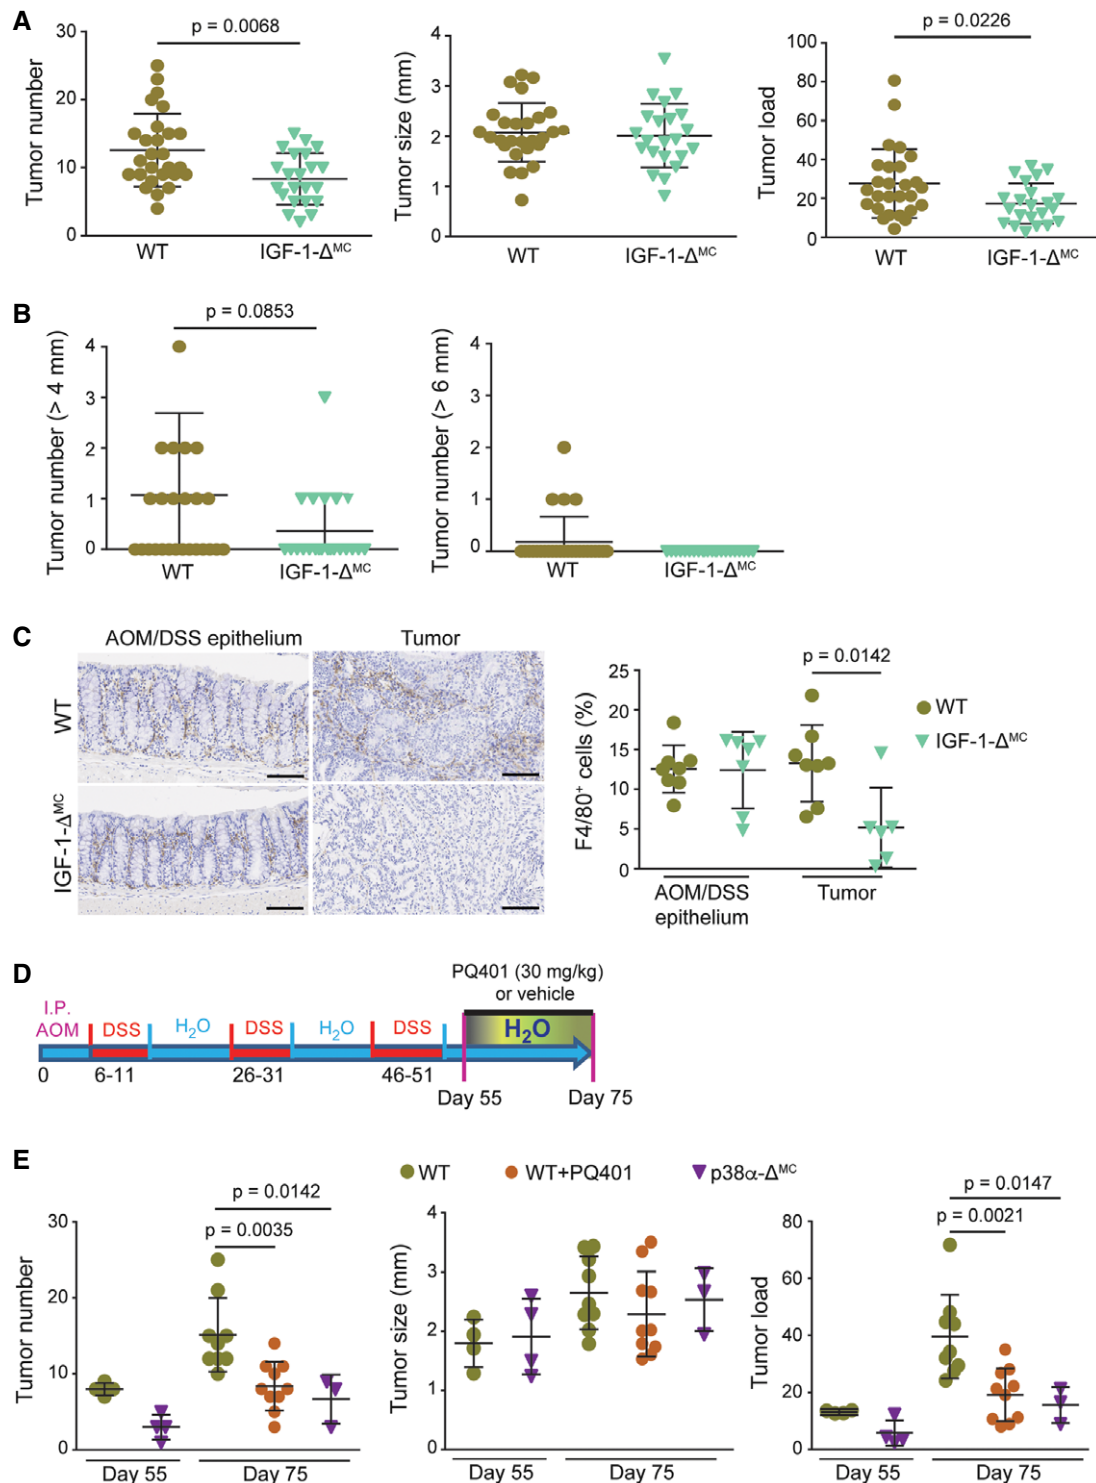 A
p = 0.0068
Tumor number
30
20
10
0
WT
IGF-1-Δᴹᶜ
Tumor size (mm)
4
3
2
1
0
WT
IGF-1-Δᴹᶜ
p = 0.0226
Tumor load
100
80
60
40
20
0
WT
IGF-1-Δᴹᶜ
B
p = 0.0853
Tumor number (> 4 mm)
4
3
2
1
0
WT
IGF-1-Δᴹᶜ
Tumor number (> 6 mm)
4
3
2
1
0
WT
IGF-1-Δᴹᶜ
C
AOM/DSS epithelium
Tumor
WT
IGF-1-Δᴹᶜ
p = 0.0142
F4/80⁺ cells (%)
25
20
15
10
5
0
AOM/DSS
epithelium
Tumor
WT
IGF-1-Δᴹᶜ
D
PQ401 (30 mg/kg)
or vehicle
I.P.
AOM
DSS
H₂O
DSS
H₂O
DSS
H₂O
0
6-11
26-31
46-51
Day 55
Day 75
E
WT
WT+PQ401
p38α-Δᴹᶜ
p = 0.0142
p = 0.0035
Tumor number
30
20
10
0
Day 55
Day 75
Tumor size (mm)
4
3
2
1
0
Day 55
Day 75
p = 0.0147
p = 0.0021
Tumor load
80
60
40
20
0
Day 55
Day 75